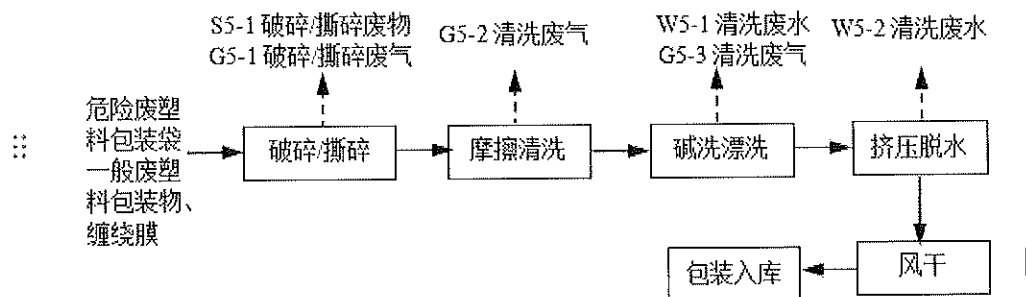 S5-1 破碎/撕碎废物
G5-1 破碎/撕碎废气
G5-2 清洗废气
W5-1 清洗废水
G5-3 清洗废气
W5-2 清洗废水
危险废塑
料包装袋
一般废塑
料包装物、
缠绕膜
破碎/撕碎
摩擦清洗
碱洗漂洗
挤压脱水
风干
包装入库